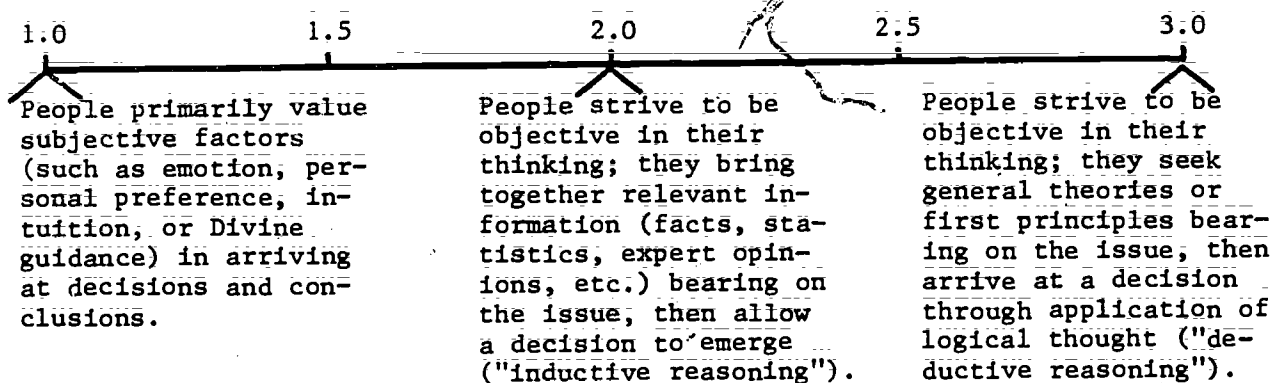 1.0 1.5 2.0 2.5 3.0
People primarily value
subjective factors
(such as emotion, per-
sonal preference, in-
tuition, or Divine
guidance) in arriving
at decisions and con-
clusions.
People strive to be
objective in their
thinking; they bring
together relevant in-
formation (facts, sta-
tistics, expert opin-
ions, etc.) bearing on
the issue, then allow
a decision to emerge
("inductive reasoning").
People strive to be
objective in their
thinking; they seek
general theories or
first principles bear-
ing on the issue, then
arrive at a decision
through application of
logical thought ("de-
ductive reasoning").